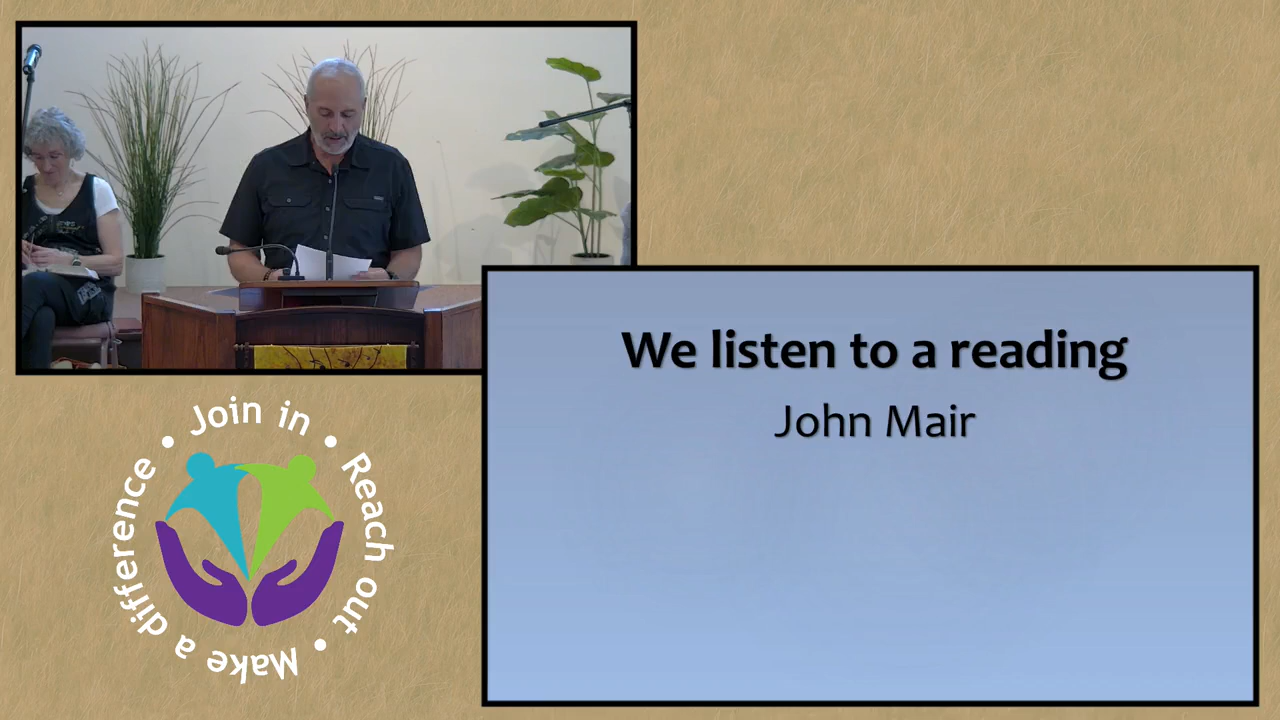 We listen to a reading
John Mair
• Join in • Reach out • Make a difference